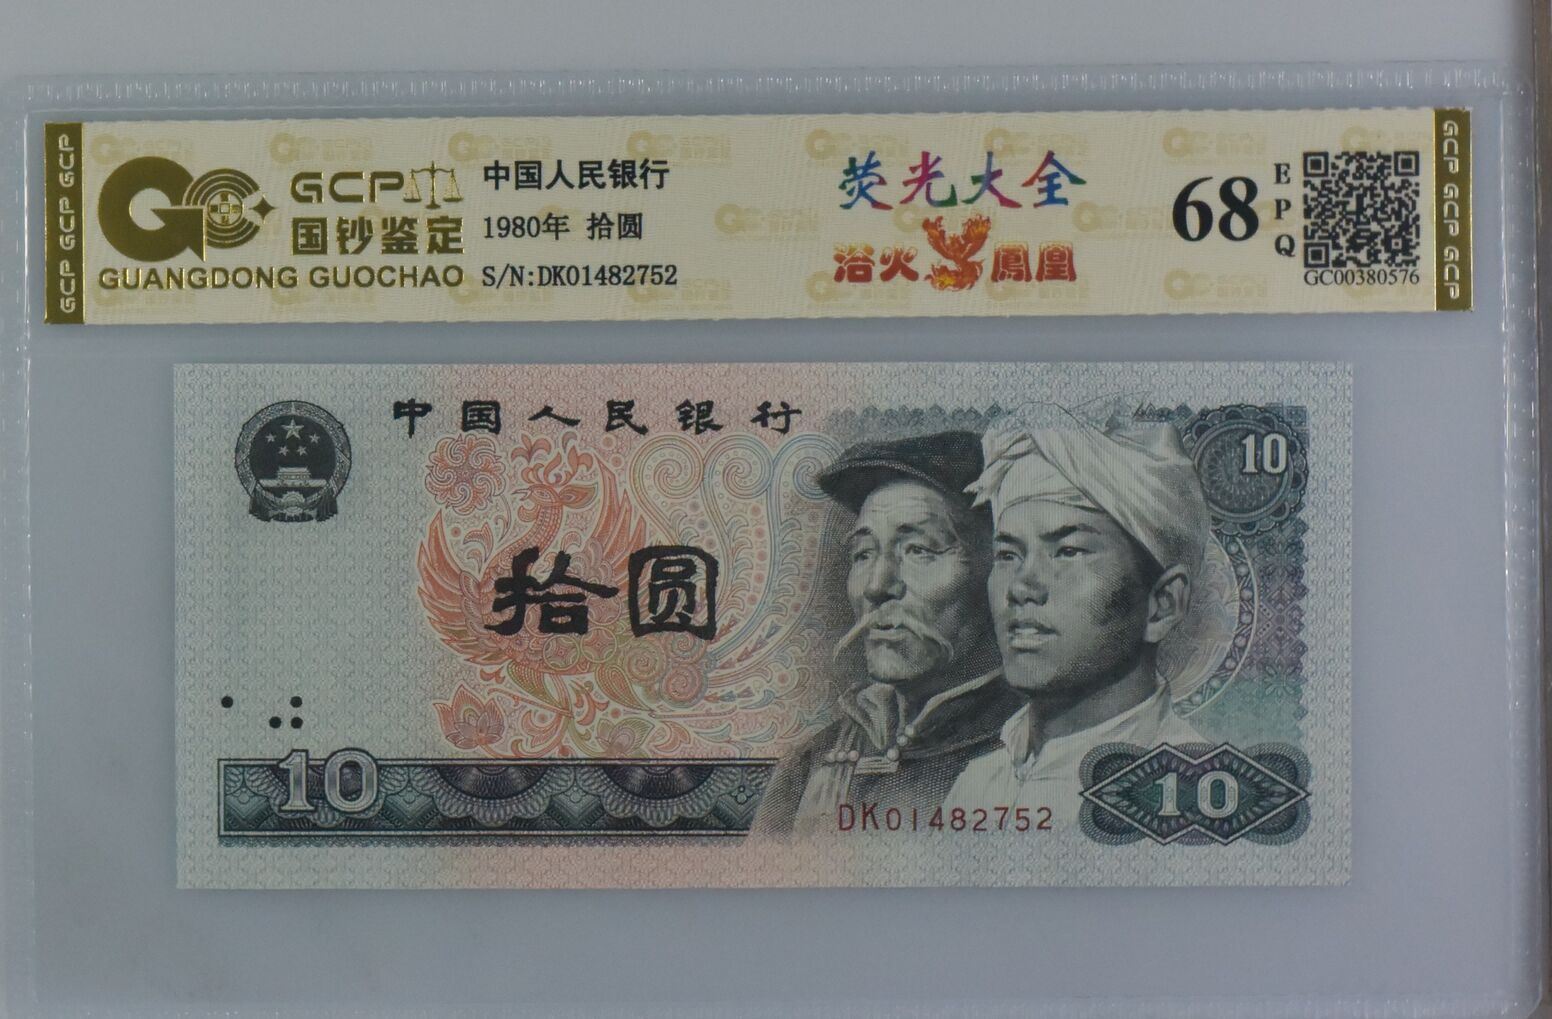 GCP GCP GCP
GCP
国钞鉴定
GUANGDONG GUOCHAO
中国人民银行
1980年 拾圆
S/N:DK01482752
荧光大全
浴火鳳凰
68
EPQ
GC00380576
GCP GCP GCP
中国人民银行
10
拾圆
10
DK01482752
10